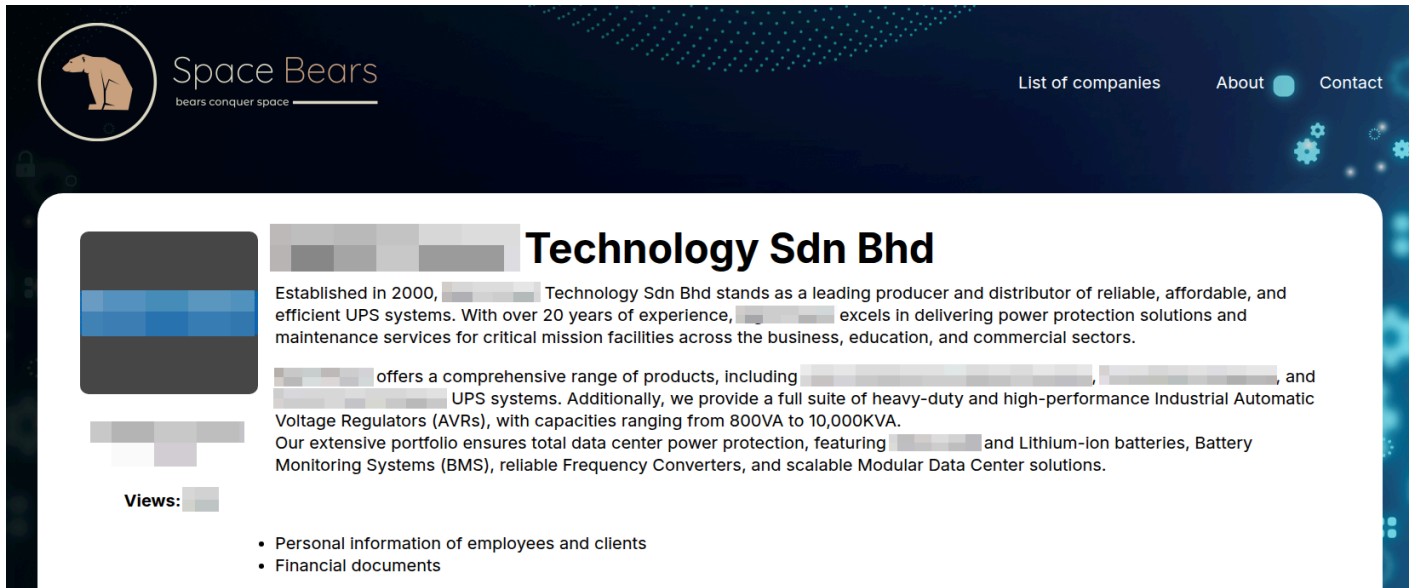 Space Bears
bears conquer space
List of companies About Contact
Technology Sdn Bhd
Established in 2000, Technology Sdn Bhd stands as a leading producer and distributor of reliable, affordable, and
efficient UPS systems. With over 20 years of experience, excels in delivering power protection solutions and
maintenance services for critical mission facilities across the business, education, and commercial sectors.
offers a comprehensive range of products, including , , and
UPS systems. Additionally, we provide a full suite of heavy-duty and high-performance Industrial Automatic
Voltage Regulators (AVRs), with capacities ranging from 800VA to 10,000KVA.
Our extensive portfolio ensures total data center power protection, featuring and Lithium-ion batteries, Battery
Monitoring Systems (BMS), reliable Frequency Converters, and scalable Modular Data Center solutions.
Views:
• Personal information of employees and clients
• Financial documents